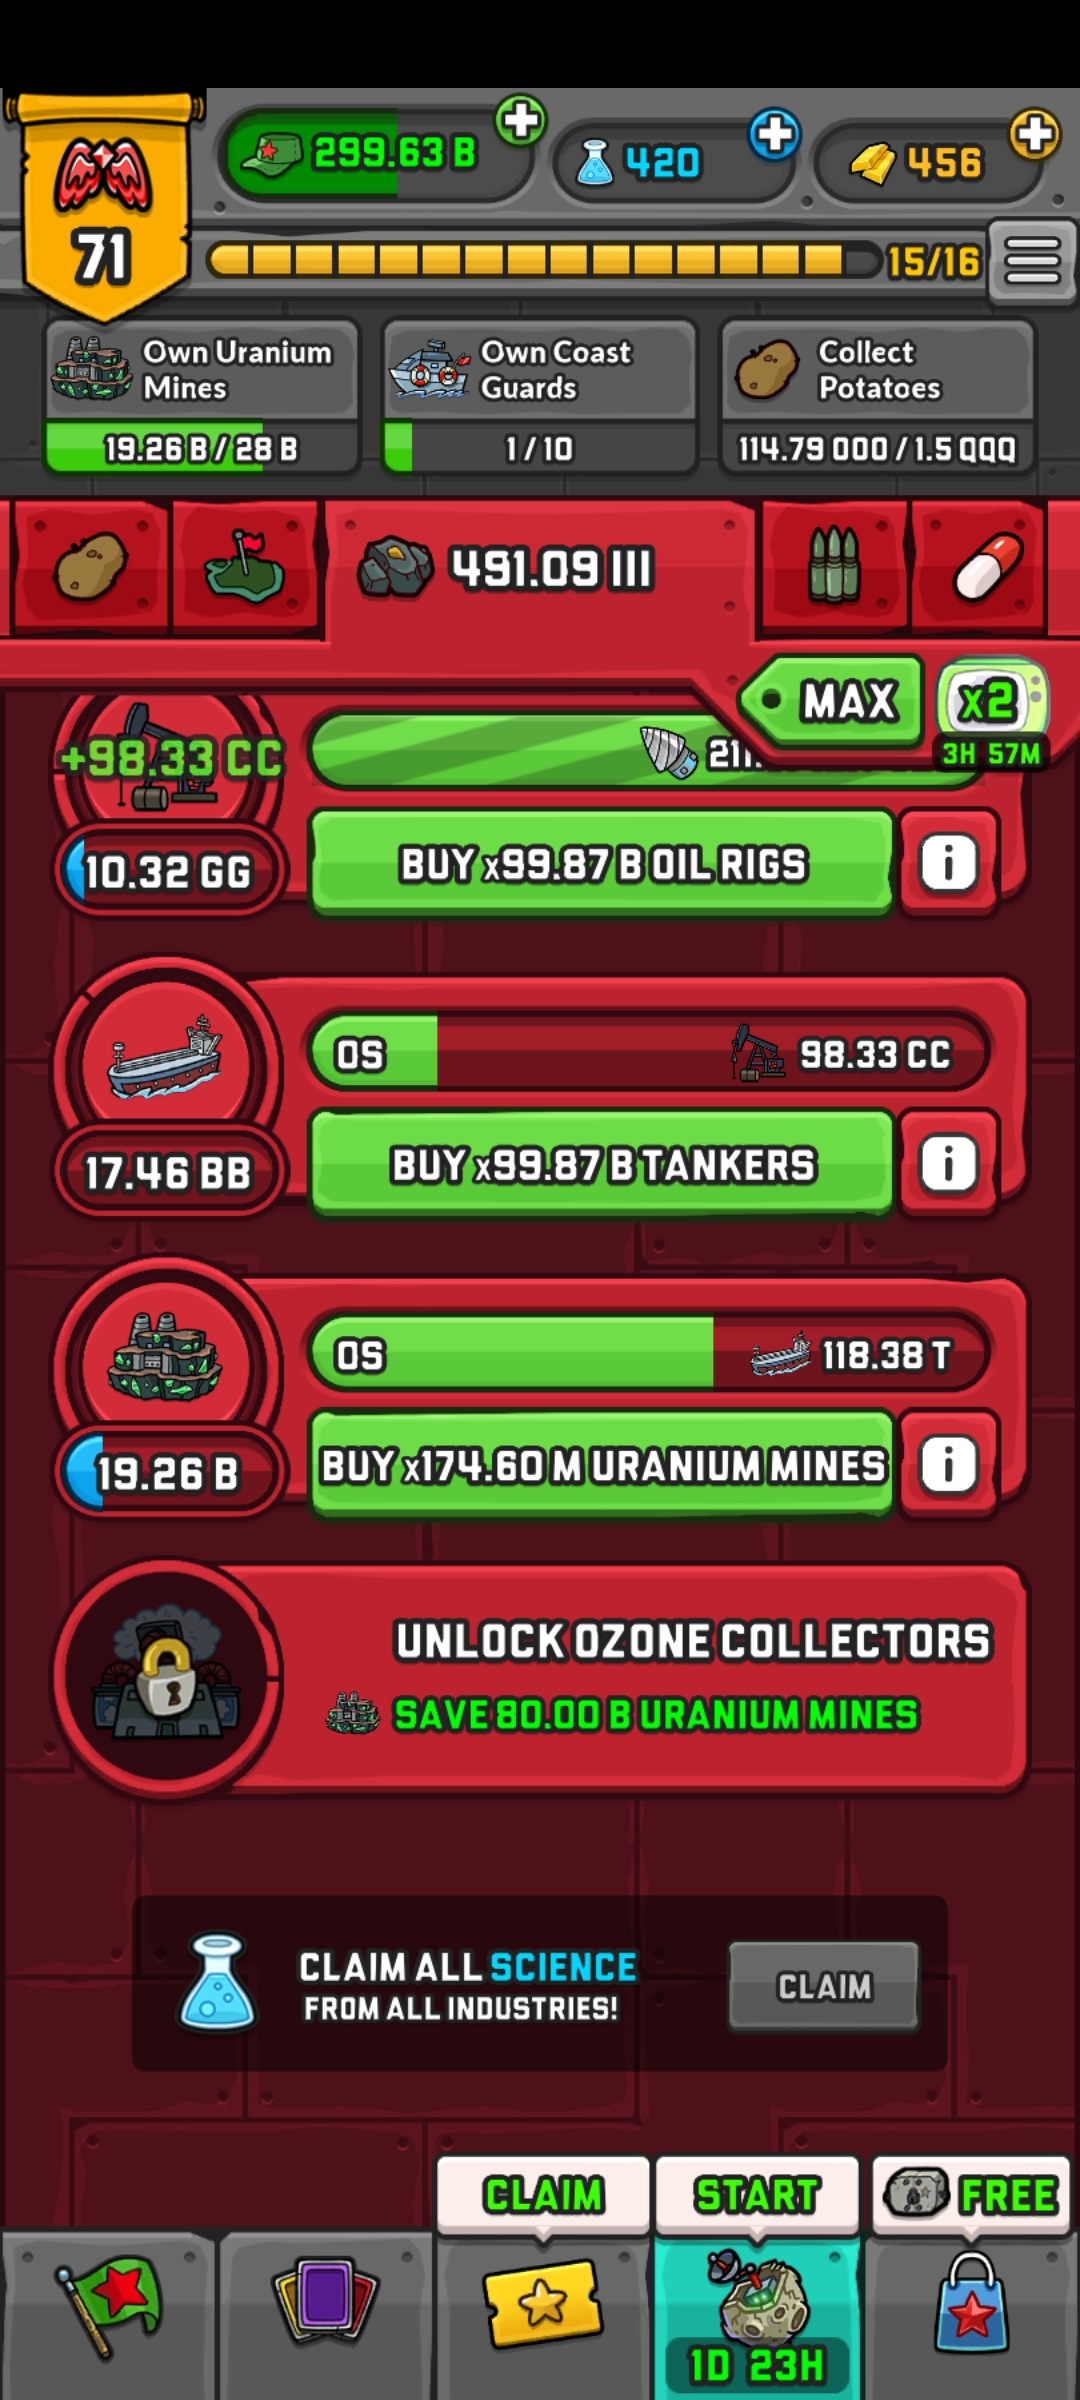 71
299.63 B
420
456
15/16
Own Uranium
Mines
19.26 B / 28 B
Own Coast
Guards
1 / 10
Collect
Potatoes
114.79 OOO / 1.5 QQQ
491.09 III
MAX
x2
3H 57M
+98.33 CC
211.
10.32 GG
BUY x99.87 B OIL RIGS
i
0S
98.33 CC
17.46 BB
BUY x99.87 B TANKERS
i
0S
118.38 T
19.26 B
BUY x174.60 M URANIUM MINES
i
UNLOCK OZONE COLLECTORS
SAVE 80.00 B URANIUM MINES
CLAIM ALL SCIENCE
FROM ALL INDUSTRIES!
CLAIM
CLAIM
START
FREE
1D 23H